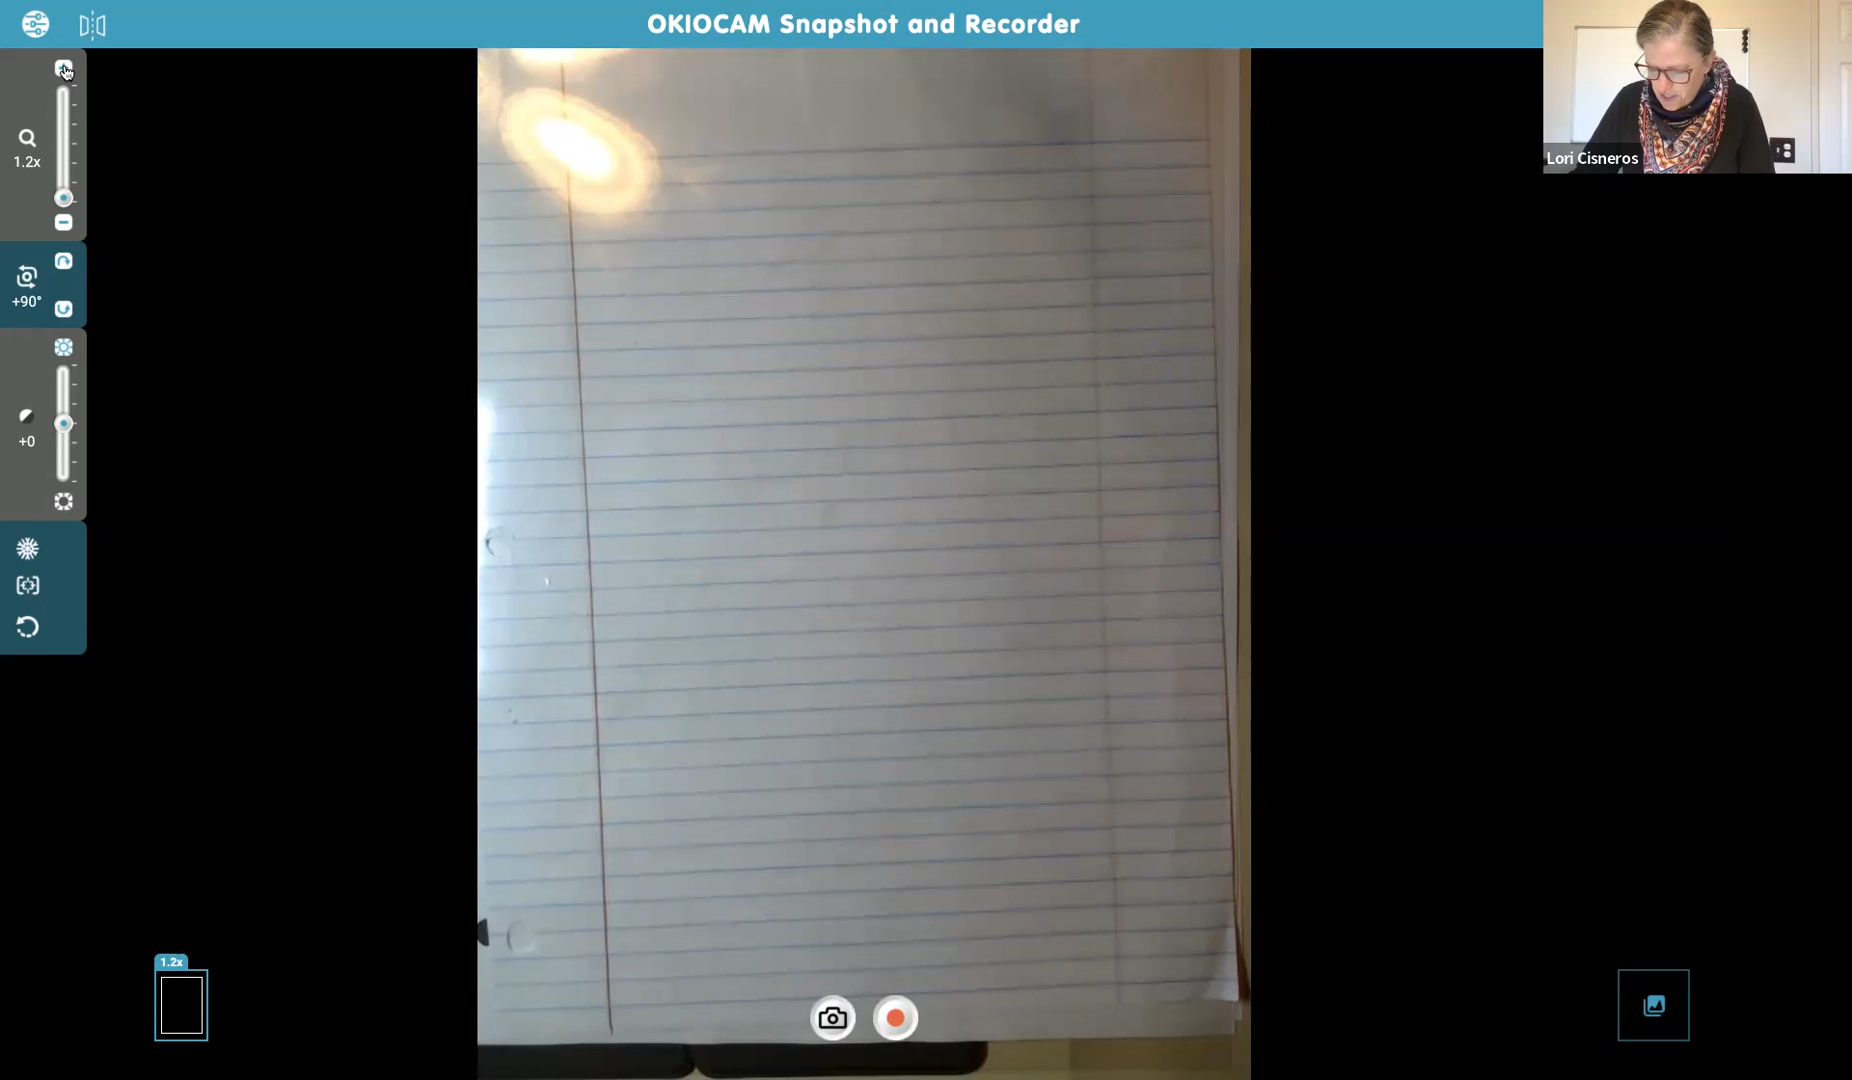 OKIOCAM Snapshot and Recorder
Lori Cisneros
1.2x
+90°
+0
1.2x